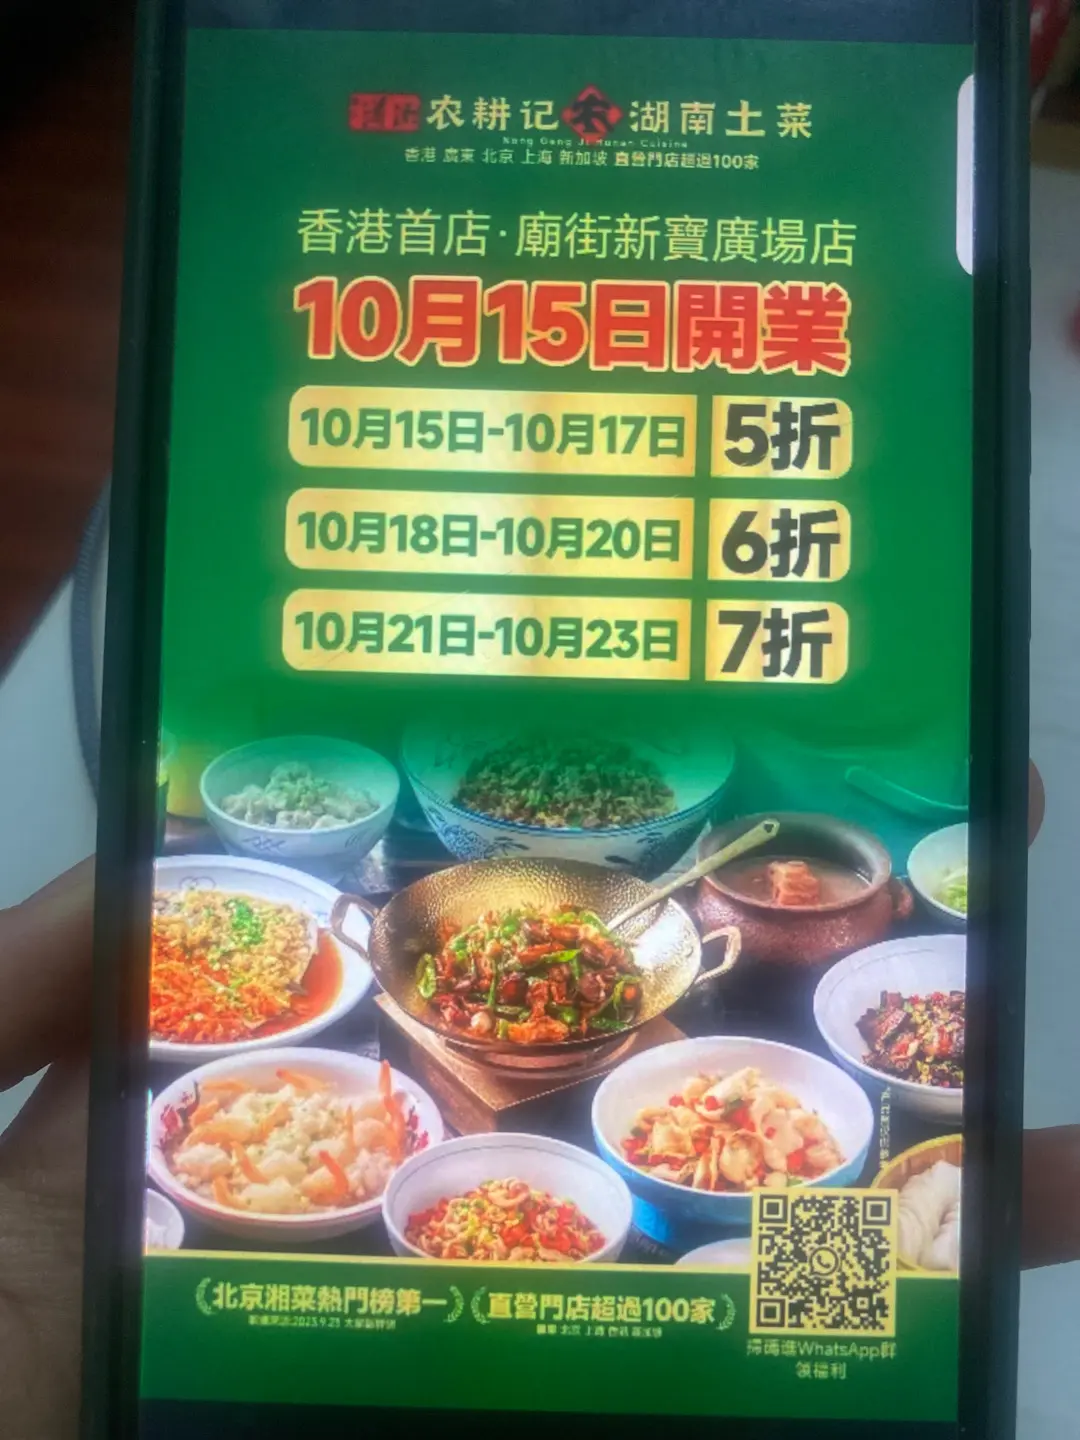 农耕记 农 湖南土菜
Nong Geng Ji Hunan Cuisine
香港 廣東 北京 上海 新加坡 直營門店超過100家
香港首店·廟街新寶廣場店
10月15日開業
10月15日-10月17日 5折
10月18日-10月20日 6折
10月21日-10月23日 7折
北京湘菜熱門榜第一
直營門店超過100家
掃碼進WhatsApp群
領福利